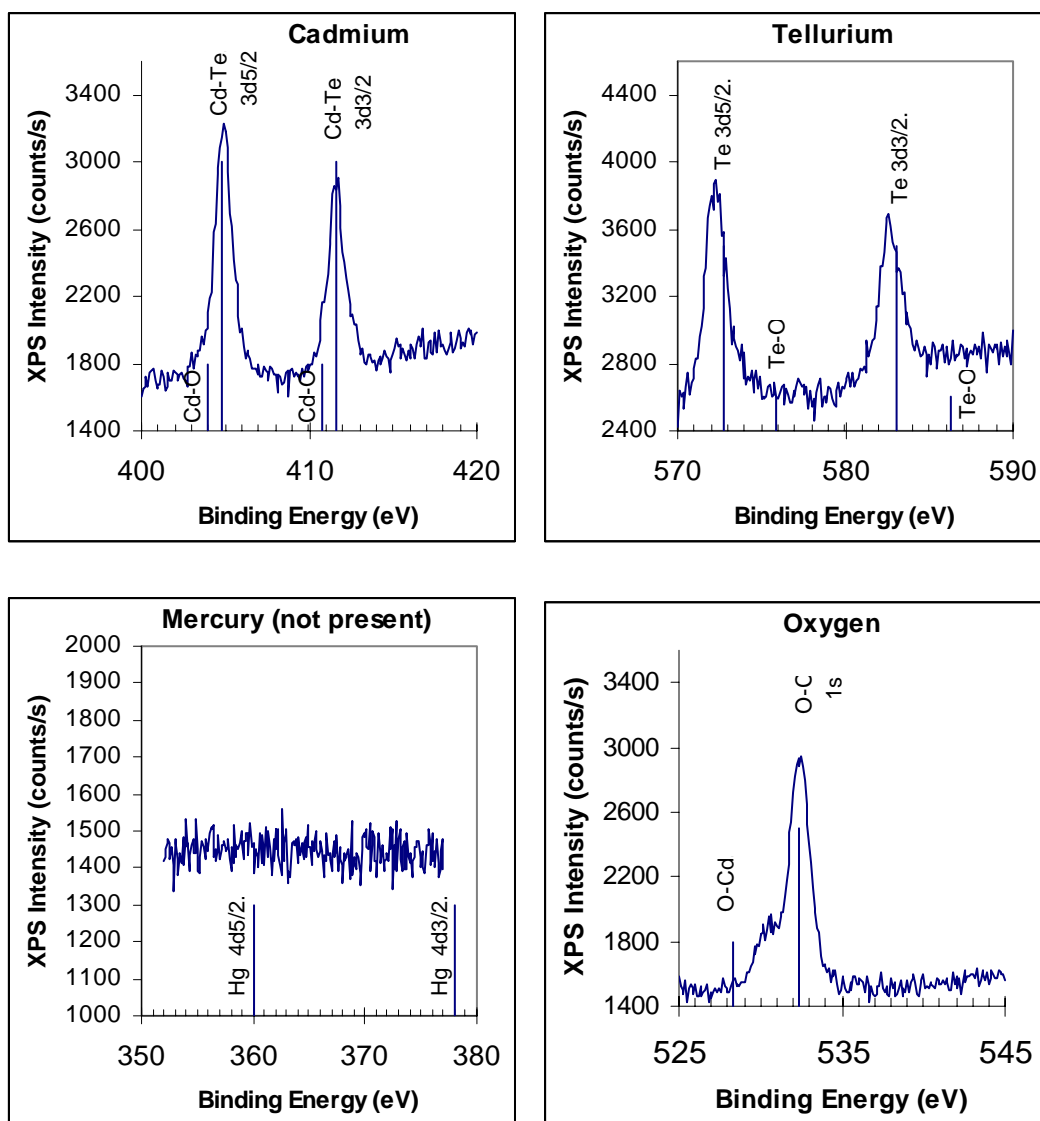 Cadmium
XPS Intensity (counts/s)
3400
3000
2600
2200
1800
1400
Cd-Te
3d5/2
Cd-Te
3d3/2
Cd-O
Cd-O
400
410
420
Binding Energy (eV)
Tellurium
XPS Intensity (counts/s)
4400
4000
3600
3200
2800
2400
Te 3d5/2.
Te 3d3/2.
Te-O
Te-O
570
580
590
Binding Energy (eV)
Mercury (not present)
XPS Intensity (counts/s)
2000
1900
1800
1700
1600
1500
1400
1300
1200
1100
1000
Hg 4d5/2.
Hg 4d3/2.
350
360
370
380
Binding Energy (eV)
Oxygen
XPS Intensity (counts/s)
3400
3000
2600
2200
1800
1400
O-Cd
O-C
1s
525
535
545
Binding Energy (eV)